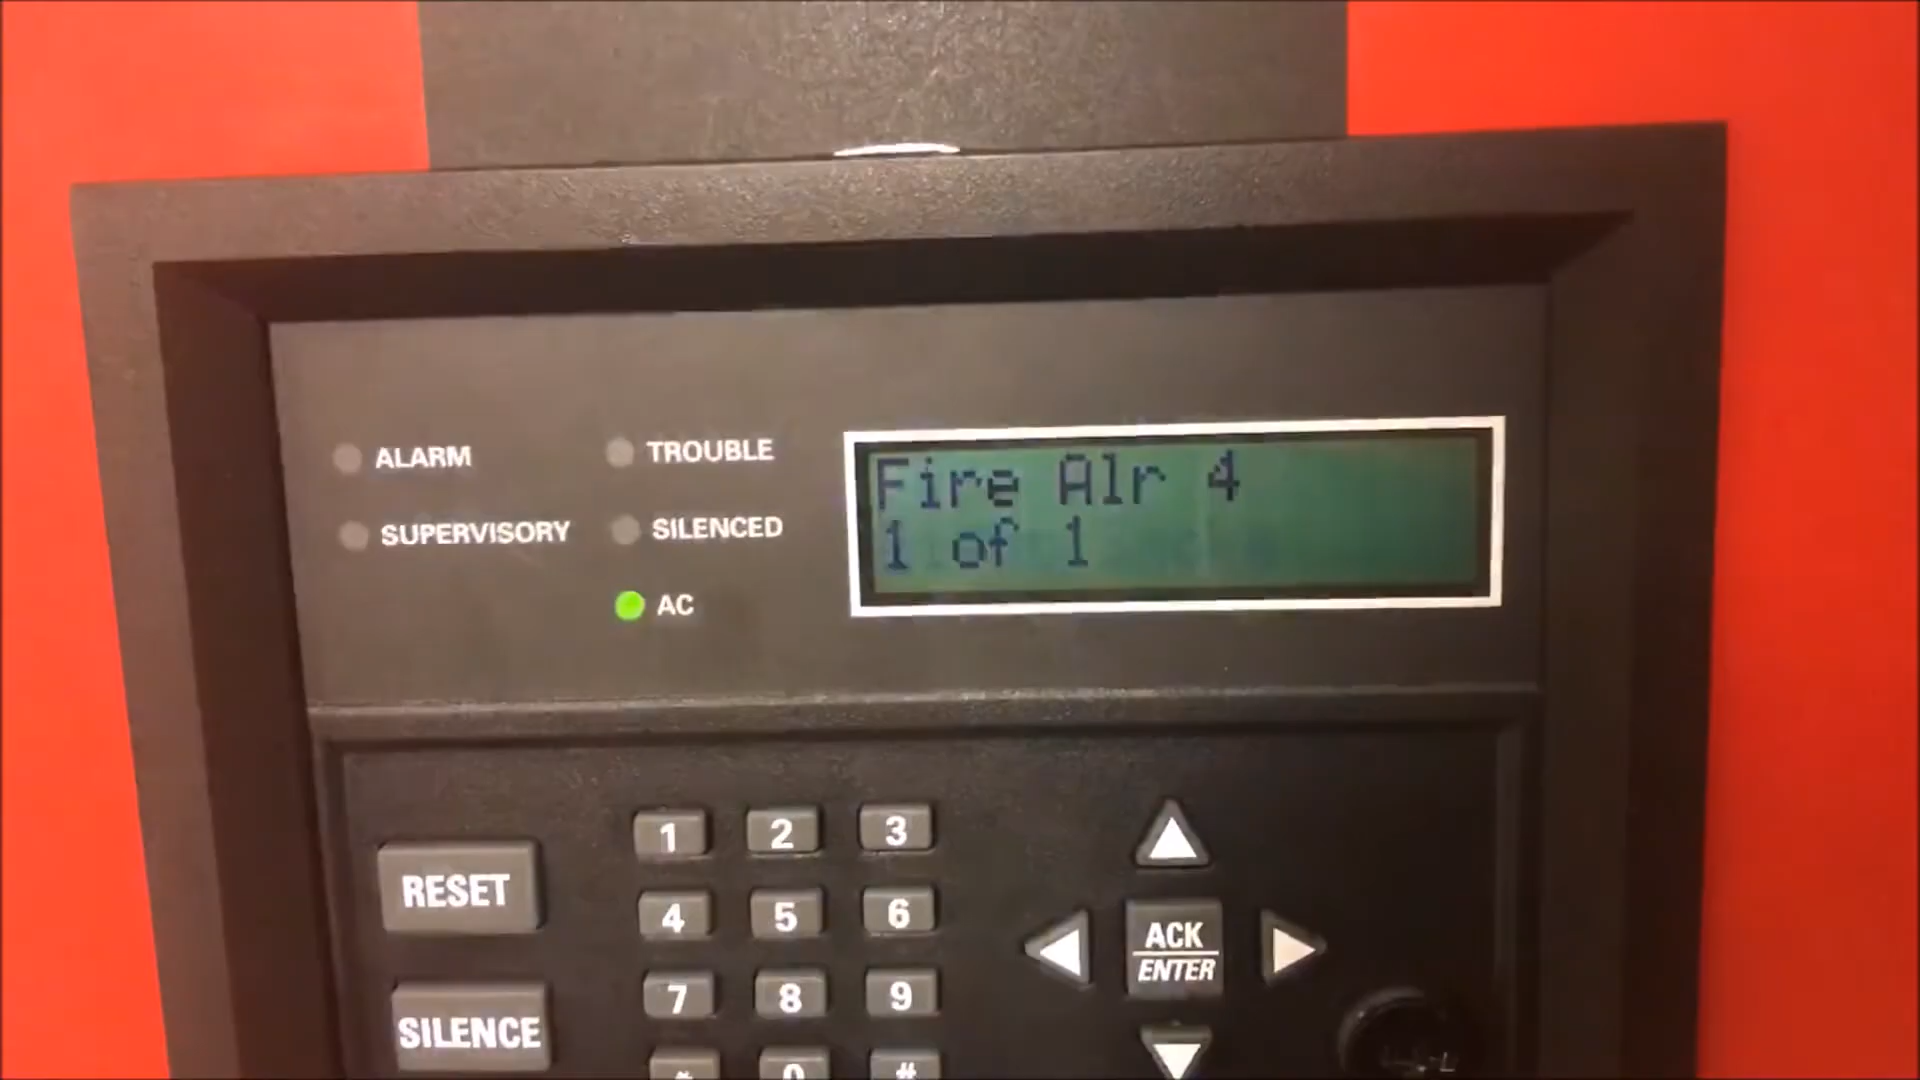 ALARM
TROUBLE
SUPERVISORY
SILENCED
AC
Fire Alr 4
1 of 1
RESET
SILENCE
1 2 3
4 5 6
7 8 9
* 0 #
ACK
ENTER